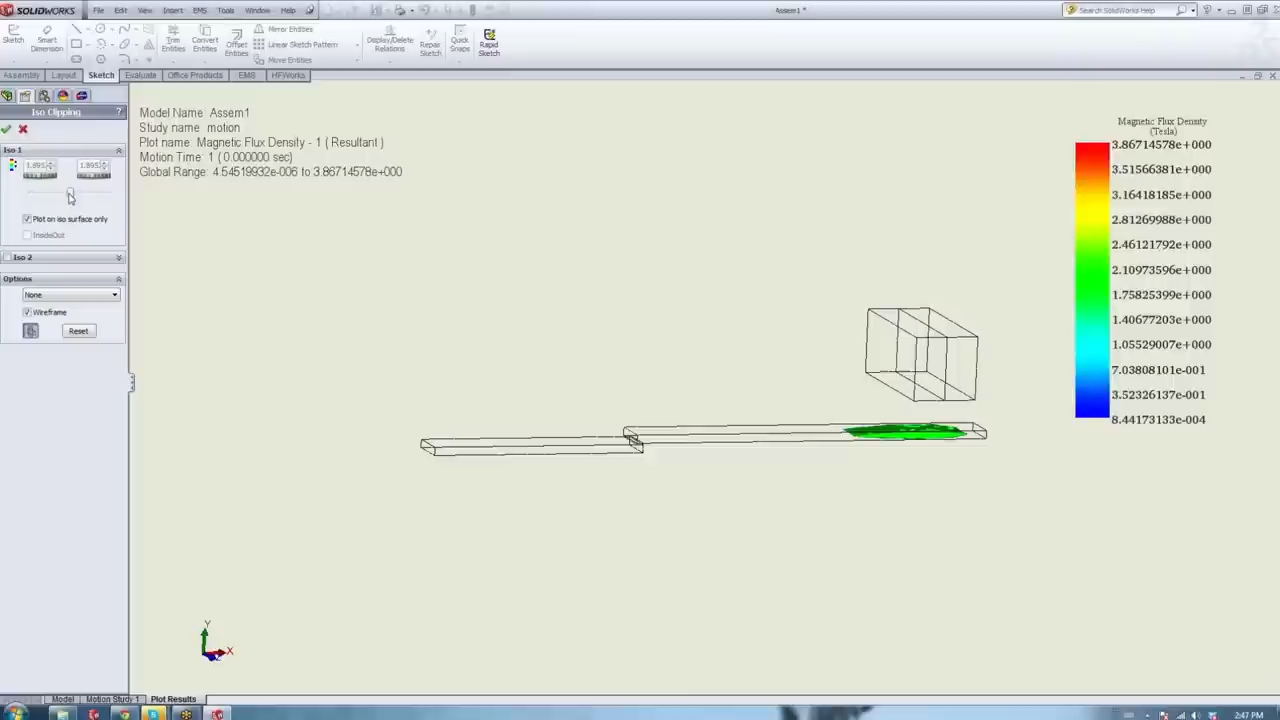 SOLIDWORKS File Edit View Insert EMS Tools Window Help Assem1 * Search SolidWorks Help
Sketch Smart Dimension Trim Entities Convert Entities Offset Entities Mirror Entities Linear Sketch Pattern Move Entities Display/Delete Relations Repair Sketch Quick Snaps Rapid Sketch
Assembly Layout Sketch Evaluate Office Products EMS HFWorks
Iso Clipping ?
Iso 1
Plot on iso surface only
InsideOut
Iso 2
Options
None
Wireframe
Reset
Model Name Assem1
Study name : motion
Plot name: Magnetic Flux Density - 1 ( Resultant )
Motion Time: 1 ( 0.000000 sec)
Global Range: 4.54519932e-006 to 3.86714578e+000
Magnetic Flux Density
(Tesla)
3.86714578e+000
3.51566381e+000
3.16418185e+000
2.81269988e+000
2.46121792e+000
2.10973596e+000
1.75825399e+000
1.40677203e+000
1.05529007e+000
7.03808101e-001
3.52326137e-001
8.44173133e-004
Y
X
Model Motion Study 1 Plot Results
2:47 PM